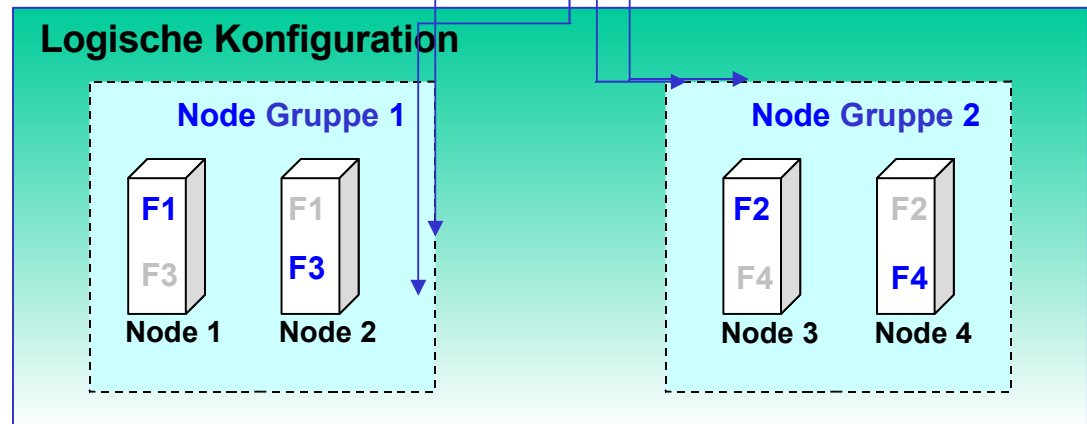 Logische Konfiguration
Node Gruppe 1
F1
F3
Node 1
F1
F3
Node 2
Node Gruppe 2
F2
F4
Node 3
F2
F4
Node 4